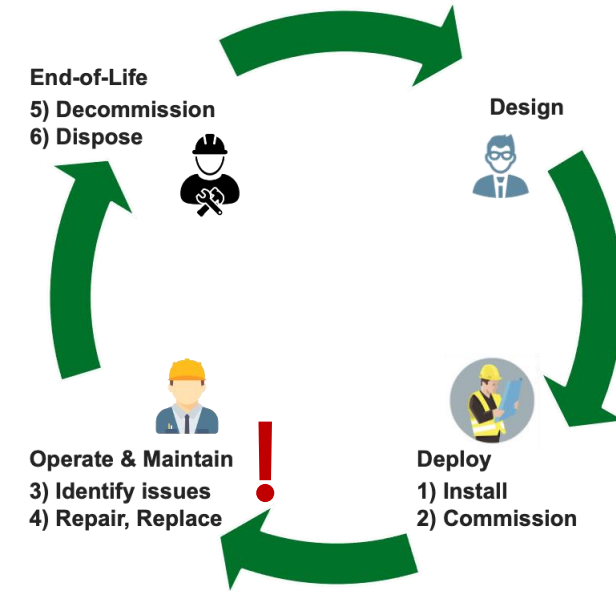 End-of-Life
5) Decommission
6) Dispose
Design
Operate & Maintain
3) Identify issues
4) Repair, Replace
Deploy
1) Install
2) Commission